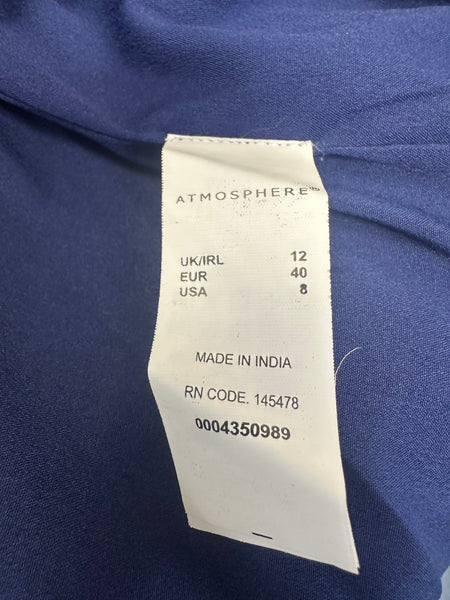 ATMOSPHERE®
UK/IRL 12
EUR 40
USA 8
MADE IN INDIA
RN CODE. 145478
0004350989